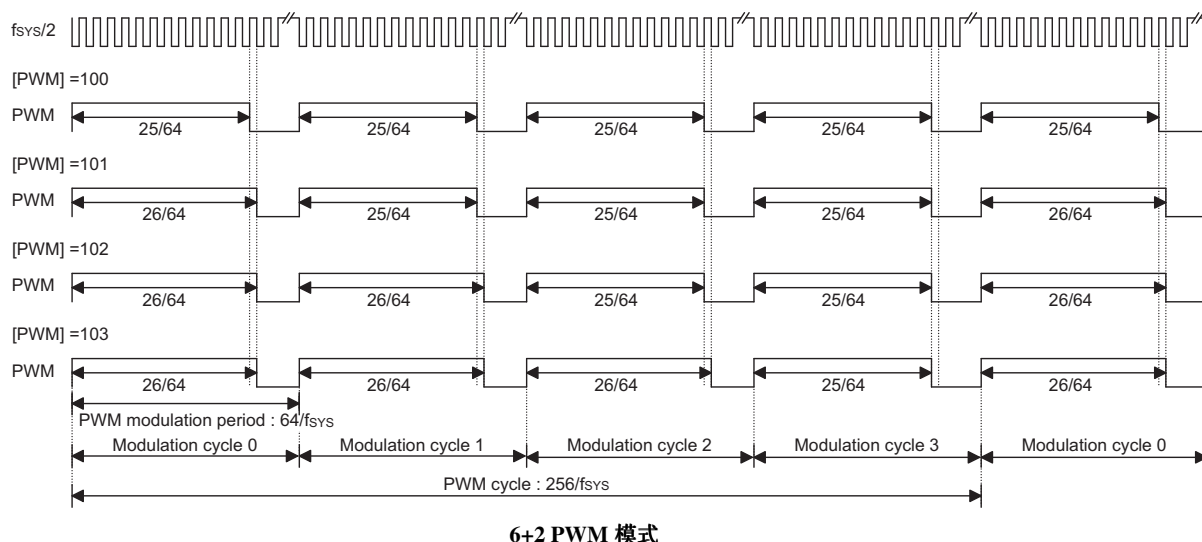 fSYS/2
[PWM] =100
PWM
25/64 25/64 25/64 25/64 25/64
[PWM] =101
PWM
26/64 25/64 25/64 25/64 26/64
[PWM] =102
PWM
26/64 26/64 25/64 25/64 26/64
[PWM] =103
PWM
26/64 26/64 26/64 25/64 26/64
PWM modulation period : 64/fSYS
Modulation cycle 0 Modulation cycle 1 Modulation cycle 2 Modulation cycle 3 Modulation cycle 0
PWM cycle : 256/fSYS
6+2 PWM 模式